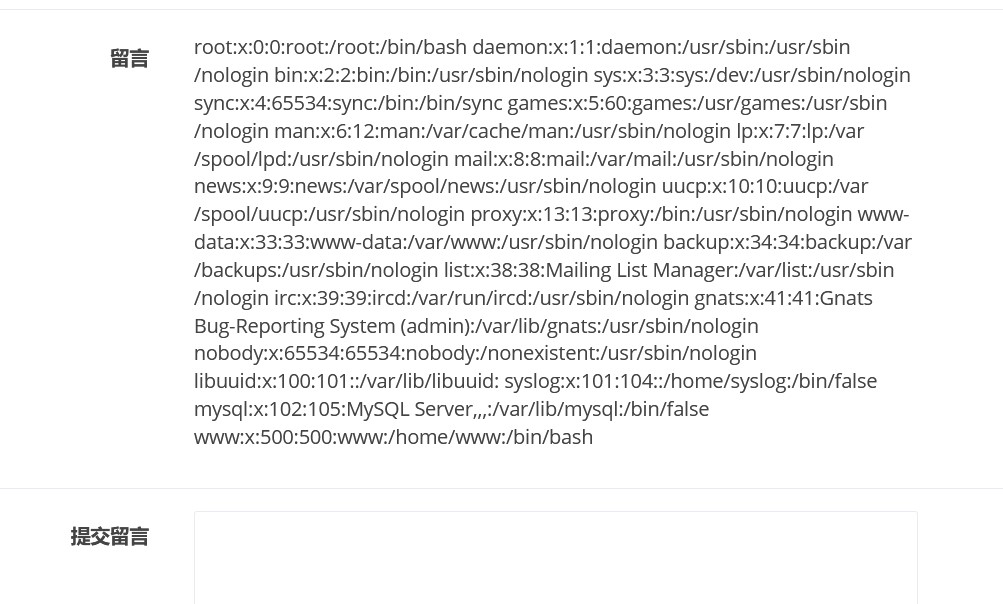 留言
root:x:0:0:root:/root:/bin/bash daemon:x:1:1:daemon:/usr/sbin:/usr/sbin
/nologin bin:x:2:2:bin:/bin:/usr/sbin/nologin sys:x:3:3:sys:/dev:/usr/sbin/nologin
sync:x:4:65534:sync:/bin:/bin/sync games:x:5:60:games:/usr/games:/usr/sbin
/nologin man:x:6:12:man:/var/cache/man:/usr/sbin/nologin lp:x:7:7:lp:/var
/spool/lpd:/usr/sbin/nologin mail:x:8:8:mail:/var/mail:/usr/sbin/nologin
news:x:9:9:news:/var/spool/news:/usr/sbin/nologin uucp:x:10:10:uucp:/var
/spool/uucp:/usr/sbin/nologin proxy:x:13:13:proxy:/bin:/usr/sbin/nologin www-
data:x:33:33:www-data:/var/www:/usr/sbin/nologin backup:x:34:34:backup:/var
/backups:/usr/sbin/nologin list:x:38:38:Mailing List Manager:/var/list:/usr/sbin
/nologin irc:x:39:39:ircd:/var/run/ircd:/usr/sbin/nologin gnats:x:41:41:Gnats
Bug-Reporting System (admin):/var/lib/gnats:/usr/sbin/nologin
nobody:x:65534:65534:nobody:/nonexistent:/usr/sbin/nologin
libuuid:x:100:101::/var/lib/libuuid: syslog:x:101:104::/home/syslog:/bin/false
mysql:x:102:105:MySQL Server,,,:/var/lib/mysql:/bin/false
www:x:500:500:www:/home/www:/bin/bash
提交留言